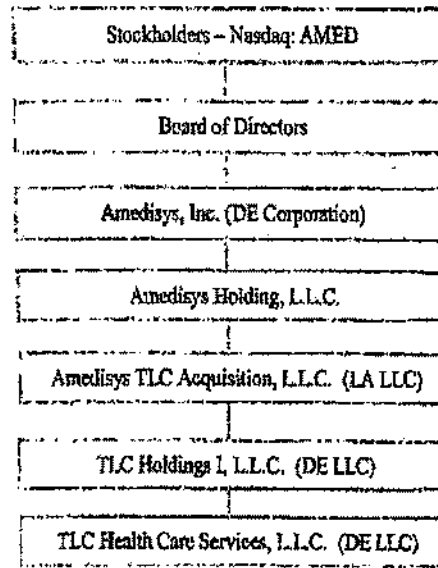 Stockholders – Nasdaq: AMED
Board of Directors
Amedisys, Inc. (DE Corporation)
Amedisys Holding, L.L.C.
Amedisys TLC Acquisition, L.L.C. (LA LLC)
TLC Holdings I, L.L.C. (DE LLC)
TLC Health Care Services, L.L.C. (DE LLC)